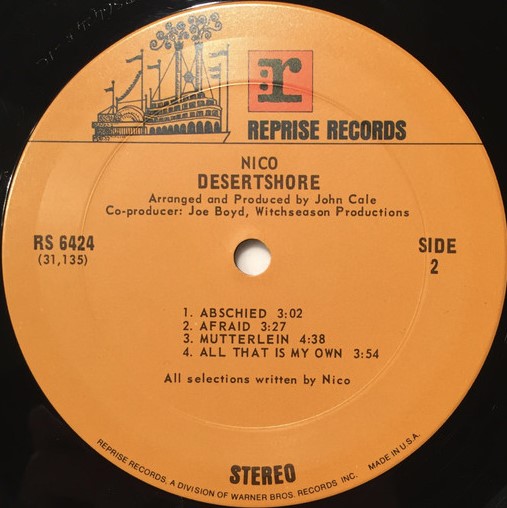 r
REPRISE RECORDS
NICO
DESERTSHORE
Arranged and Produced by John Cale
Co-producer: Joe Boyd, Witchseason Productions
RS 6424
(31,135)
SIDE
2
1. ABSCHIED 3:02
2. AFRAID 3:27
3. MUTTERLEIN 4:38
4. ALL THAT IS MY OWN 3:54
All selections written by Nico
STEREO
REPRISE RECORDS, A DIVISION OF WARNER BROS. RECORDS INC. MADE IN U.S.A.